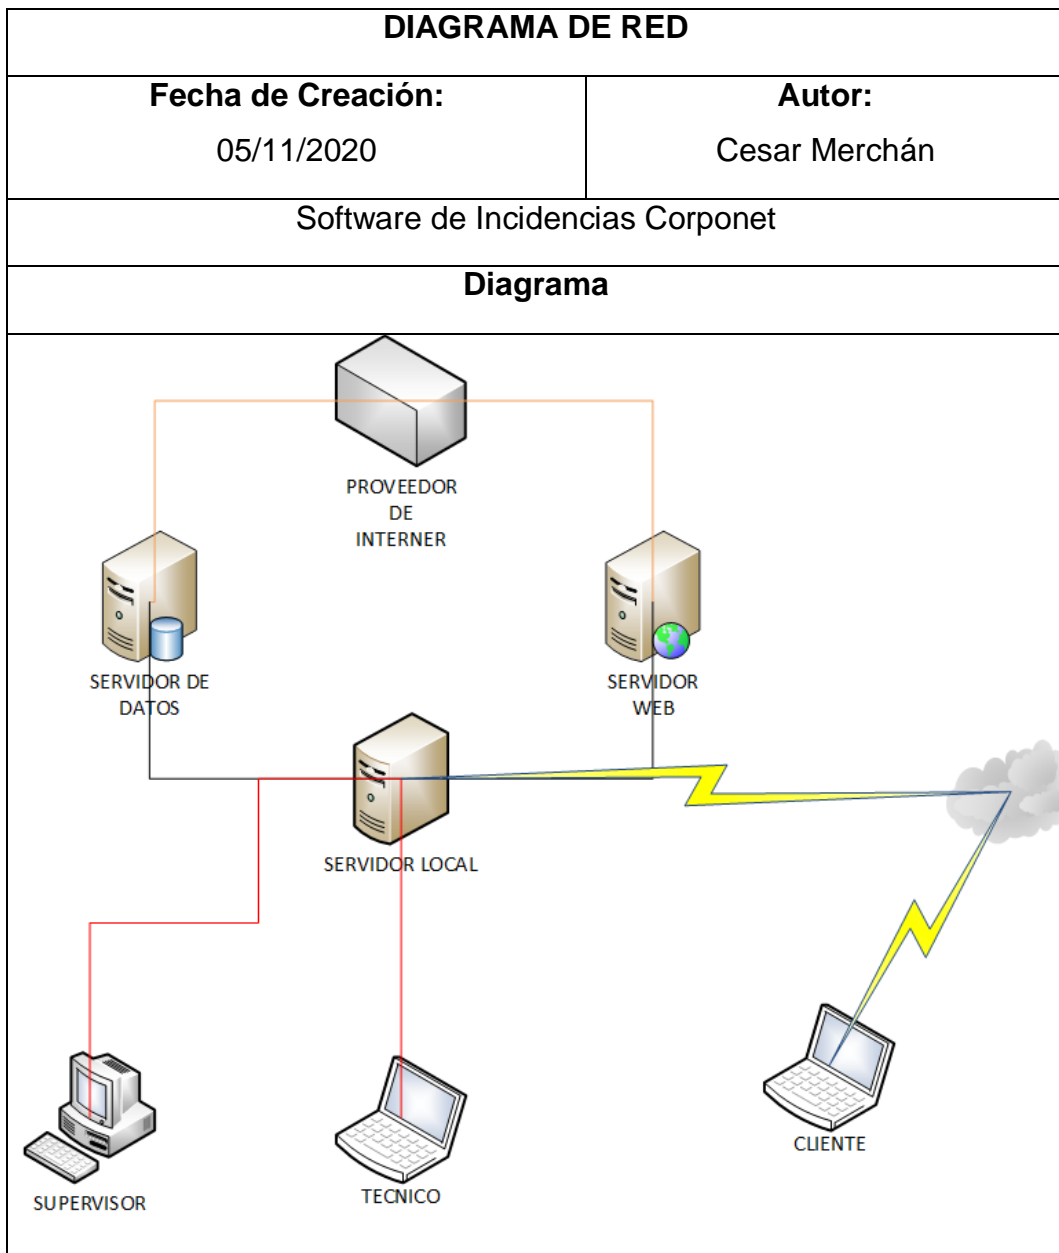 DIAGRAMA DE RED
Fecha de Creación:
05/11/2020
Autor:
Cesar Merchán
Software de Incidencias Corponet
Diagrama
PROVEEDOR
DE
INTERNER
SERVIDOR DE
DATOS
SERVIDOR
WEB
SERVIDOR LOCAL
SUPERVISOR
TECNICO
CLIENTE